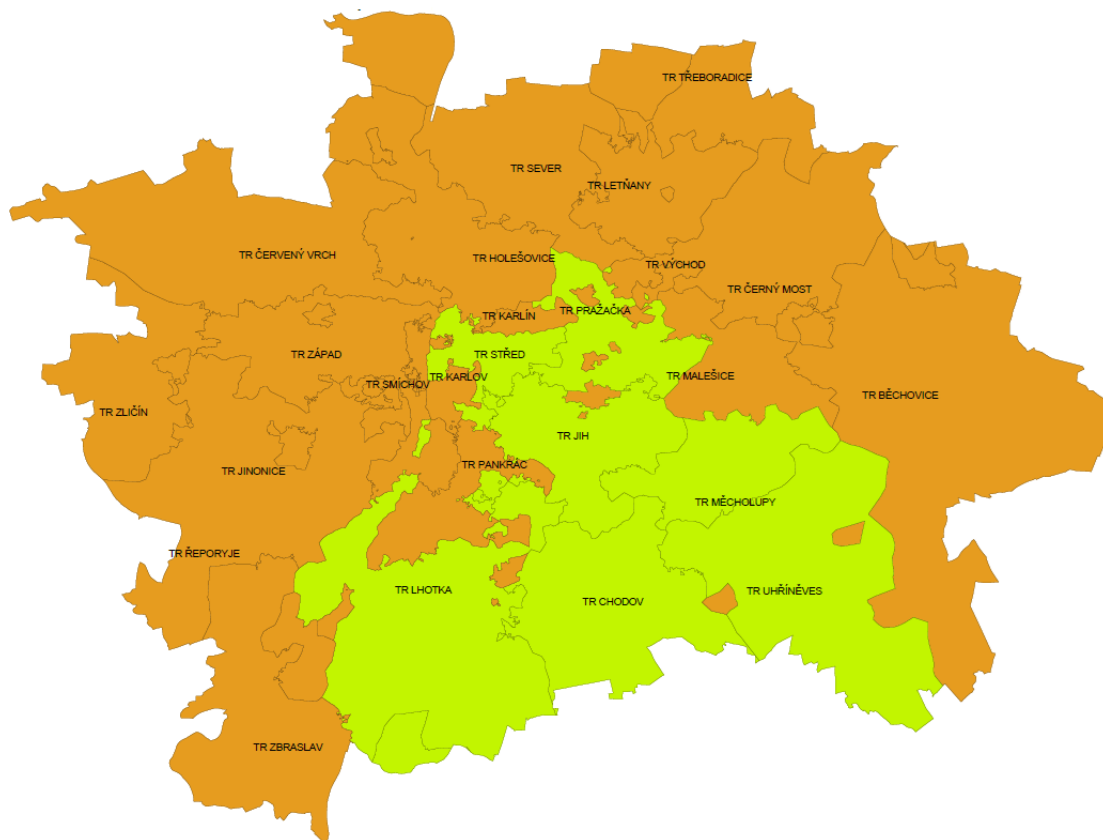 TR TŘEBORADICE
TR SEVER
TR LETŇANY
TR ČERVENÝ VRCH
TR HOLEŠOVICE
TR VÝCHOD
TR ČERNÝ MOST
TR KARLÍN
TR PRAŽAČKA
TR ZÁPAD
TR STŘED
TR SMÍCHOV
TR KARLOV
TR MALEŠICE
TR BĚCHOVICE
TR ZLIČÍN
TR JIH
TR JINONICE
TR PANKRÁC
TR MĚCHOLUPY
TR ŘEPORYJE
TR LHOTKA
TR CHODOV
TR UHŘÍNĚVES
TR ZBRASLAV